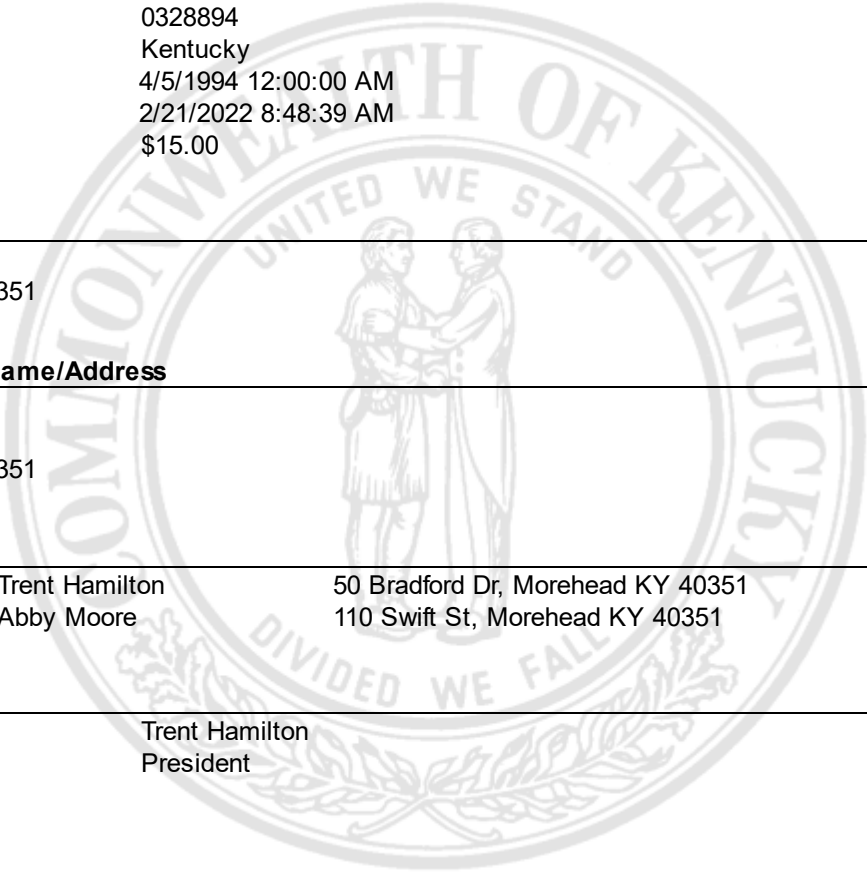 0328894
Kentucky
4/5/1994 12:00:00 AM
2/21/2022 8:48:39 AM
$15.00
COMMONWEALTH OF KENTUCKY
UNITED WE STAND
351
ame/Address
351
Trent Hamilton 50 Bradford Dr, Morehead KY 40351
Abby Moore 110 Swift St, Morehead KY 40351
DIVIDED WE FALL
Trent Hamilton
President